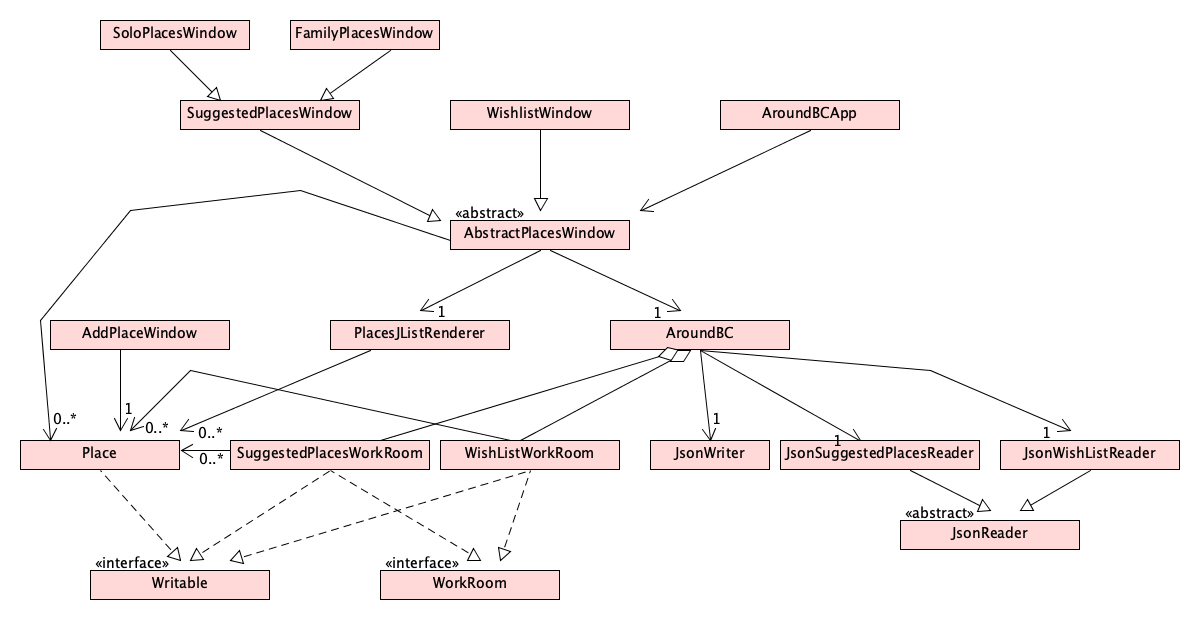 SoloPlacesWindow
FamilyPlacesWindow
SuggestedPlacesWindow
WishlistWindow
AroundBCApp
«abstract»
AbstractPlacesWindow
1
1
AddPlaceWindow
PlacesJListRenderer
AroundBC
0..*
1
0..*
0..*
0..*
1
1
1
Place
SuggestedPlacesWorkRoom
WishListWorkRoom
JsonWriter
JsonSuggestedPlacesReader
JsonWishListReader
«abstract»
JsonReader
«interface»
Writable
«interface»
WorkRoom